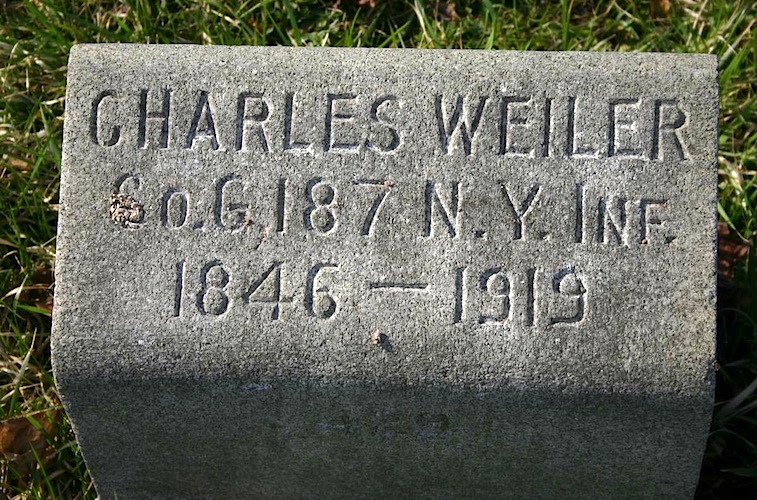 CHARLES WEILER
Co. G. 187 N.Y. INF.
1846 – 1919